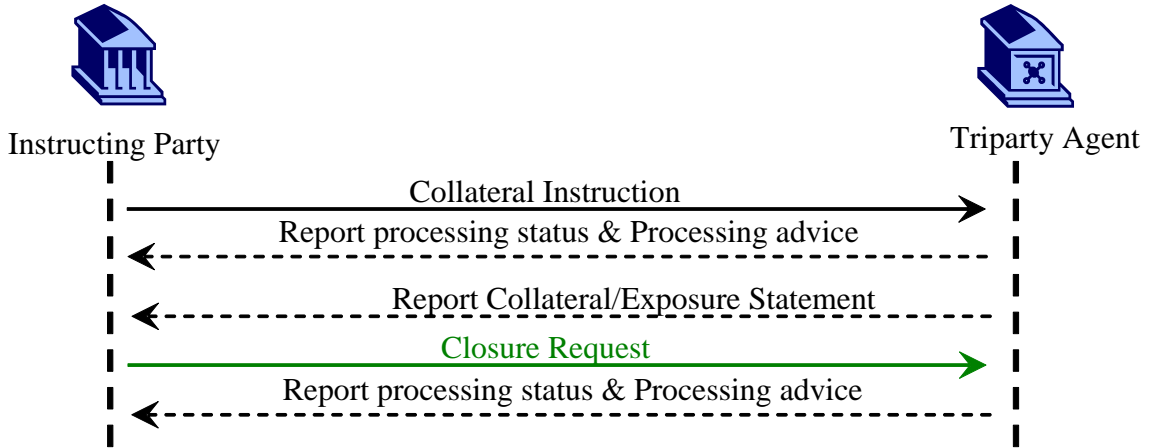 Instructing Party
Triparty Agent
Collateral Instruction
Report processing status & Processing advice
Report Collateral/Exposure Statement
Closure Request
Report processing status & Processing advice